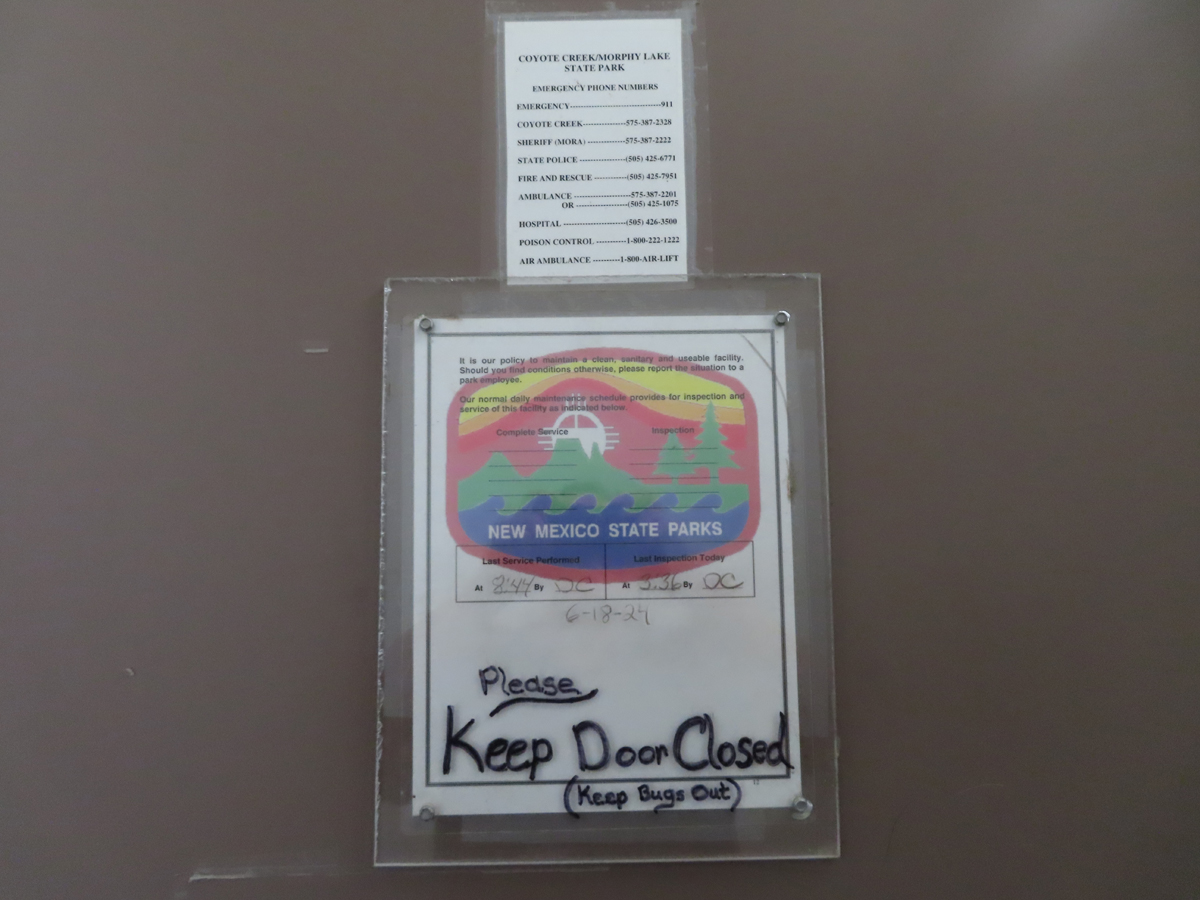 COYOTE CREEK/MORPHY LAKE
STATE PARK
EMERGENCY PHONE NUMBERS
EMERGENCY---------------------------------911
COYOTE CREEK----------------575-387-2328
SHERIFF (MORA) --------------575-387-2222
STATE POLICE -----------------(505) 425-6771
FIRE AND RESCUE ------------(505) 425-7951
AMBULANCE ---------------------575-387-2201
OR -------------------(505) 425-1075
HOSPITAL -----------------------(505) 426-3500
POISON CONTROL -----------1-800-222-1222
AIR AMBULANCE ----------1-800-AIR-LIFT
It is our policy to maintain a clean, sanitary and useable facility.
Should you find conditions otherwise, please report the situation to a
park employee.
Our normal daily maintenance schedule provides for inspection and
service of this facility as indicated below.
Complete Service Inspection
NEW MEXICO STATE PARKS
Last Service Performed Last Inspection Today
At 8:44 By DC At 3:36 By DC
6-18-24
Please
Keep Door Closed
(Keep Bugs Out)